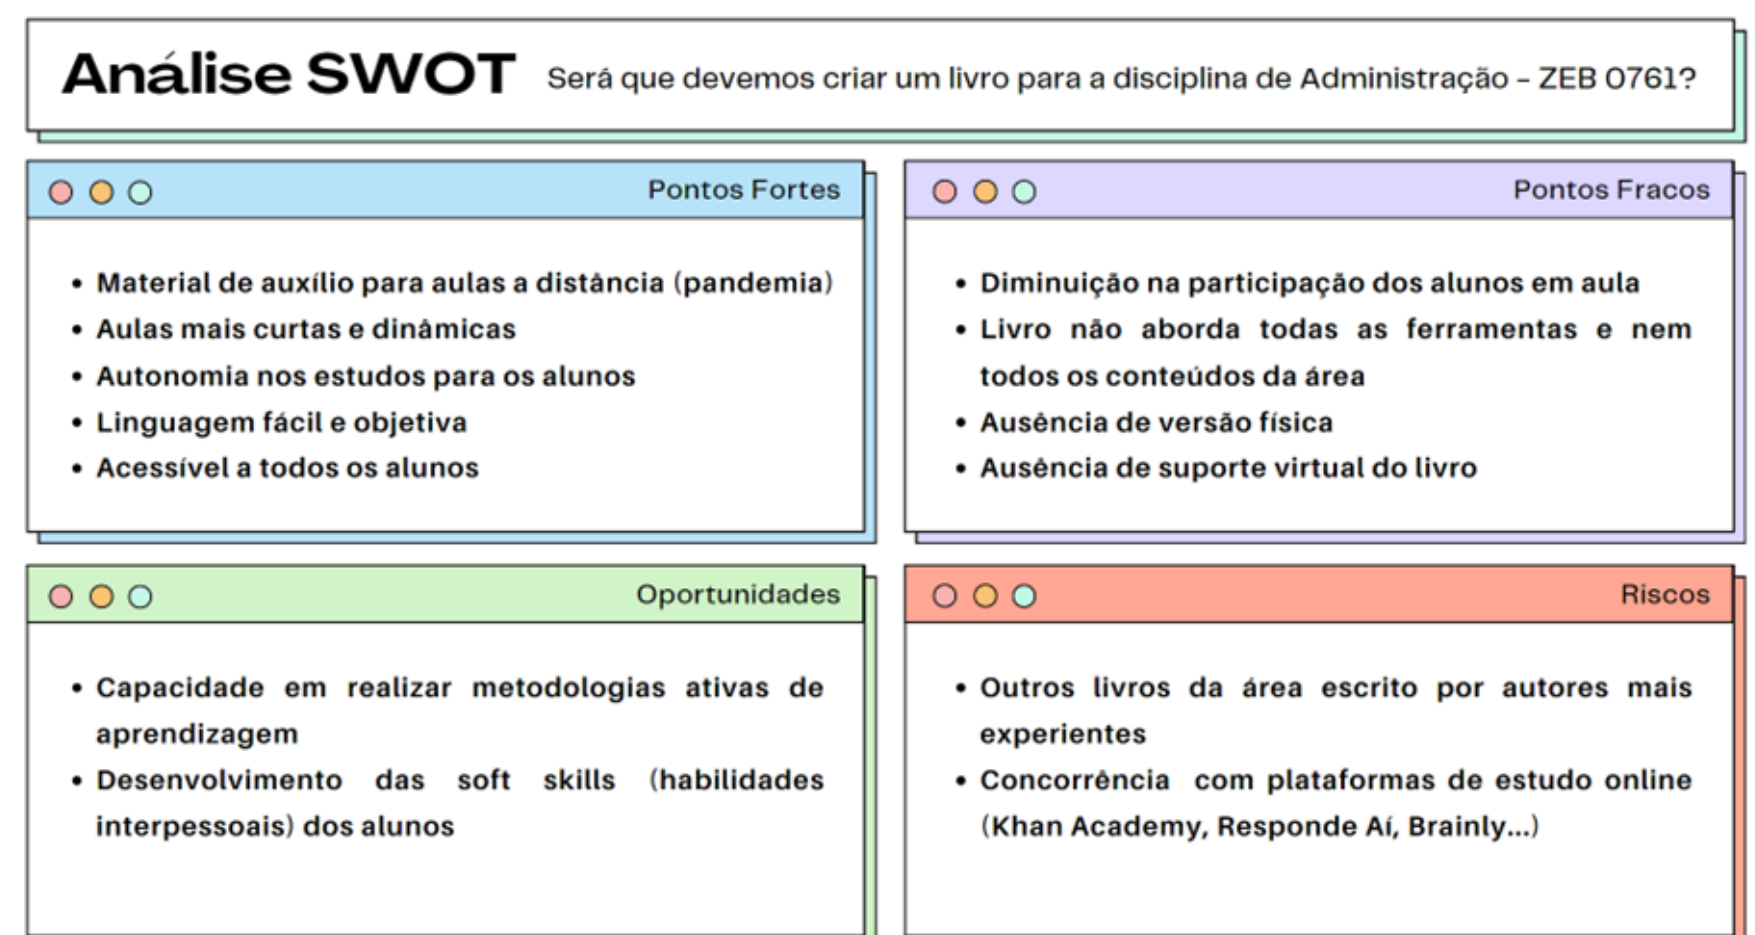 Análise SWOT Será que devemos criar um livro para a disciplina de Administração – ZEB 0761?
Pontos Fortes
• Material de auxílio para aulas a distância (pandemia)
• Aulas mais curtas e dinâmicas
• Autonomia nos estudos para os alunos
• Linguagem fácil e objetiva
• Acessível a todos os alunos
Pontos Fracos
• Diminuição na participação dos alunos em aula
• Livro não aborda todas as ferramentas e nem
todos os conteúdos da área
• Ausência de versão física
• Ausência de suporte virtual do livro
Oportunidades
• Capacidade em realizar metodologias ativas de
aprendizagem
• Desenvolvimento das soft skills (habilidades
interpessoais) dos alunos
Riscos
• Outros livros da área escrito por autores mais
experientes
• Concorrência com plataformas de estudo online
(Khan Academy, Responde Aí, Brainly...)